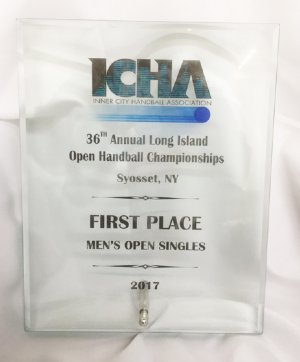 ICHA
INNER CITY HANDBALL ASSOCIATION
36TH Annual Long Island
Open Handball Championships
Syosset, NY
FIRST PLACE
MEN'S OPEN SINGLES
2017